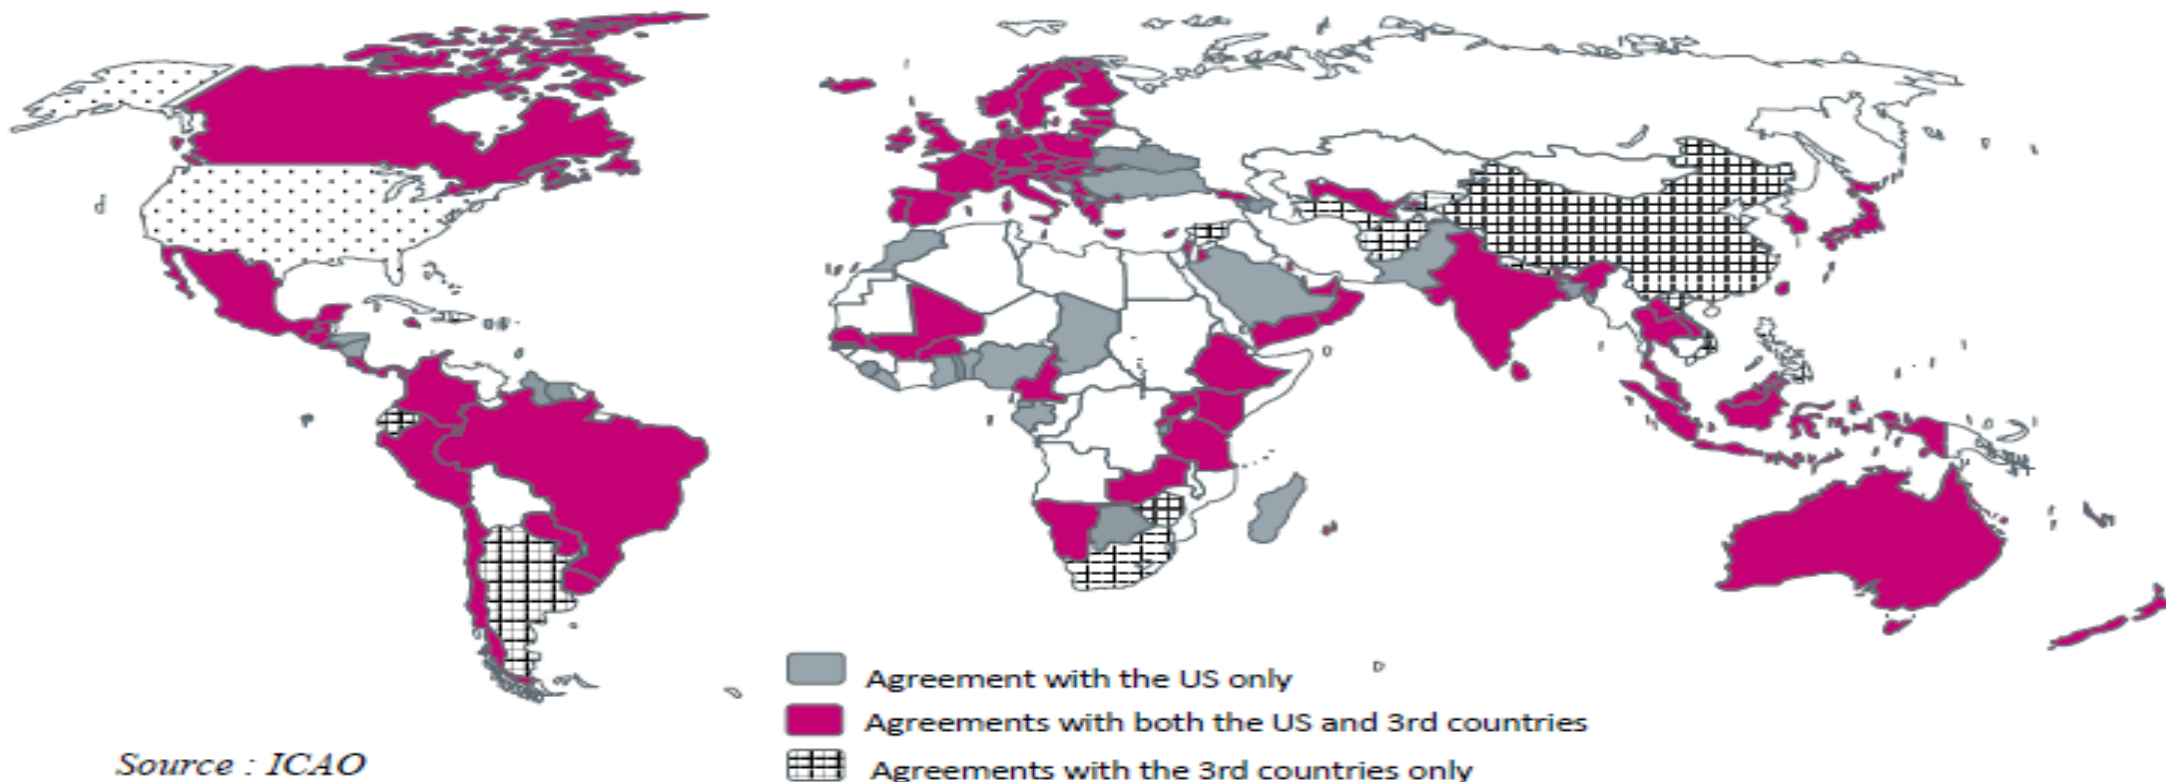 Agreement with the US only
Agreements with both the US and 3rd countries
Source : ICAO
Agreements with the 3rd countries only